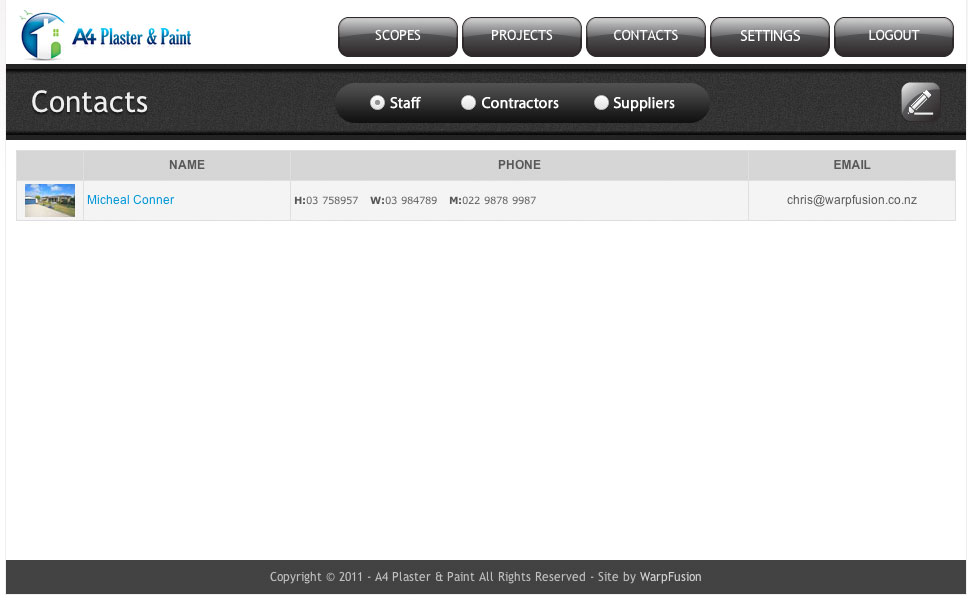 A4 Plaster & Paint
SCOPES PROJECTS CONTACTS SETTINGS LOGOUT
Contacts
Staff Contractors Suppliers
NAME PHONE EMAIL
Micheal Conner H:03 758957 W:03 984789 M:022 9878 9987 chris@warpfusion.co.nz
Copyright © 2011 - A4 Plaster & Paint All Rights Reserved - Site by WarpFusion